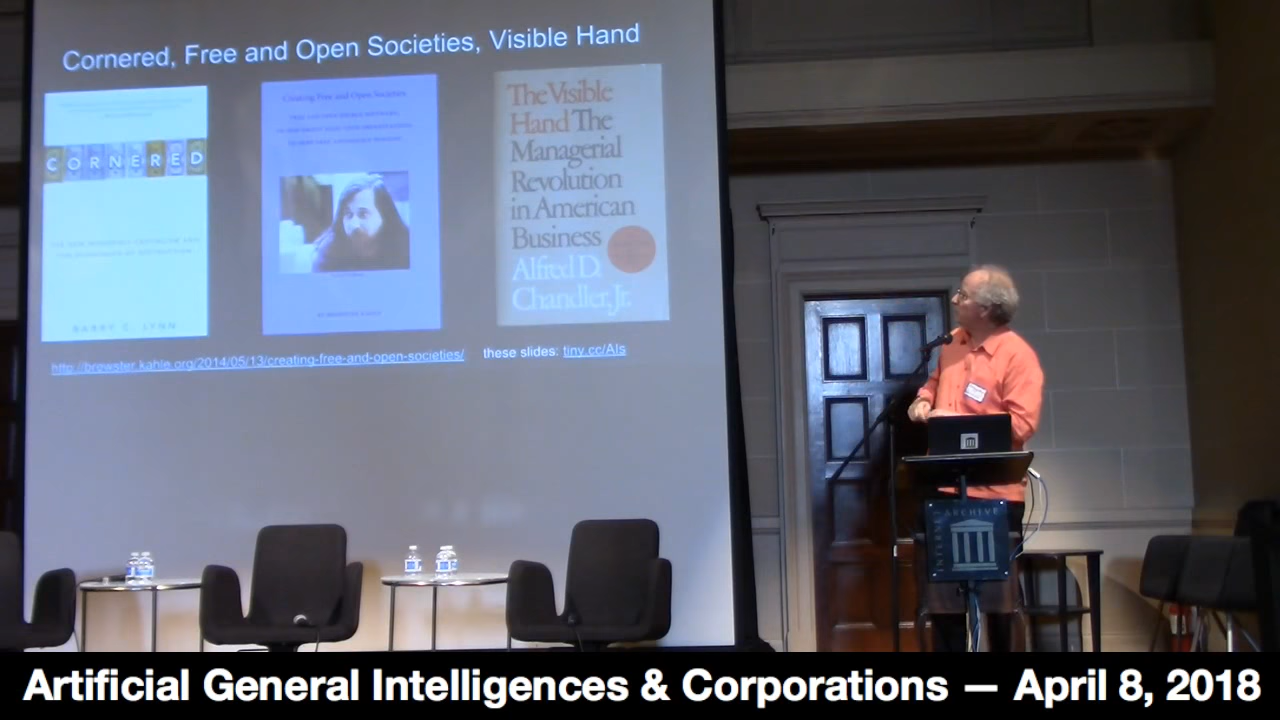 Cornered, Free and Open Societies, Visible Hand
CORNERED
BARRY C. LYNN
Creating Free and Open Societies
The Visible
Hand The
Managerial
Revolution
in American
Business
Alfred D.
Chandler, Jr.
http://brewster.kahle.org/2014/05/13/creating-free-and-open-societies/
these slides: tiny.cc/AIs
INTERNET ARCHIVE
Artificial General Intelligences & Corporations — April 8, 2018